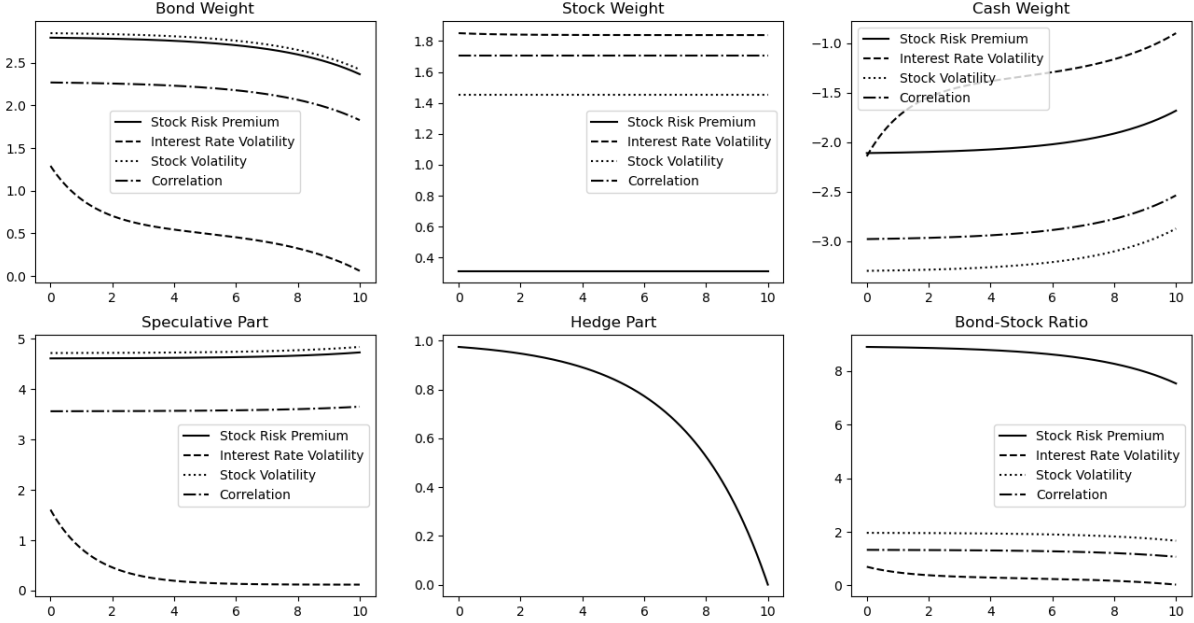 Bond Weight
2.5
2.0
1.5
1.0
0.5
0.0
0 2 4 6 8 10
Stock Risk Premium
Interest Rate Volatility
Stock Volatility
Correlation
Stock Weight
1.8
1.6
1.4
1.2
1.0
0.8
0.6
0.4
0 2 4 6 8 10
Stock Risk Premium
Interest Rate Volatility
Stock Volatility
Correlation
Cash Weight
−1.0
−1.5
−2.0
−2.5
−3.0
0 2 4 6 8 10
Stock Risk Premium
Interest Rate Volatility
Stock Volatility
Correlation
Speculative Part
5
4
3
2
1
0
0 2 4 6 8 10
Stock Risk Premium
Interest Rate Volatility
Stock Volatility
Correlation
Hedge Part
1.0
0.8
0.6
0.4
0.2
0.0
0 2 4 6 8 10
Bond-Stock Ratio
8
6
4
2
0
0 2 4 6 8 10
Stock Risk Premium
Interest Rate Volatility
Stock Volatility
Correlation